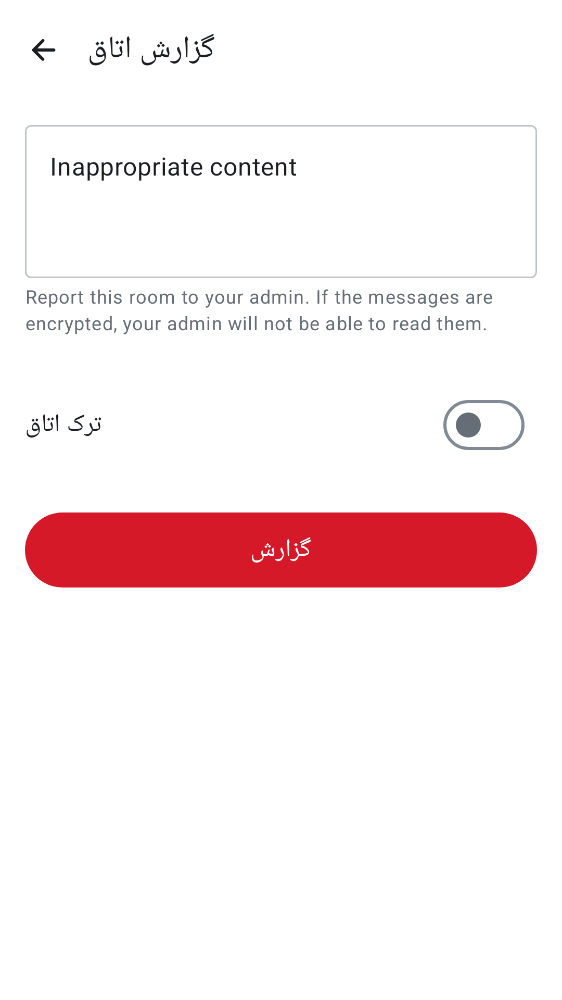 گزارش اتاق
Inappropriate content
Report this room to your admin. If the messages are
encrypted, your admin will not be able to read them.
ترک اتاق
گزارش